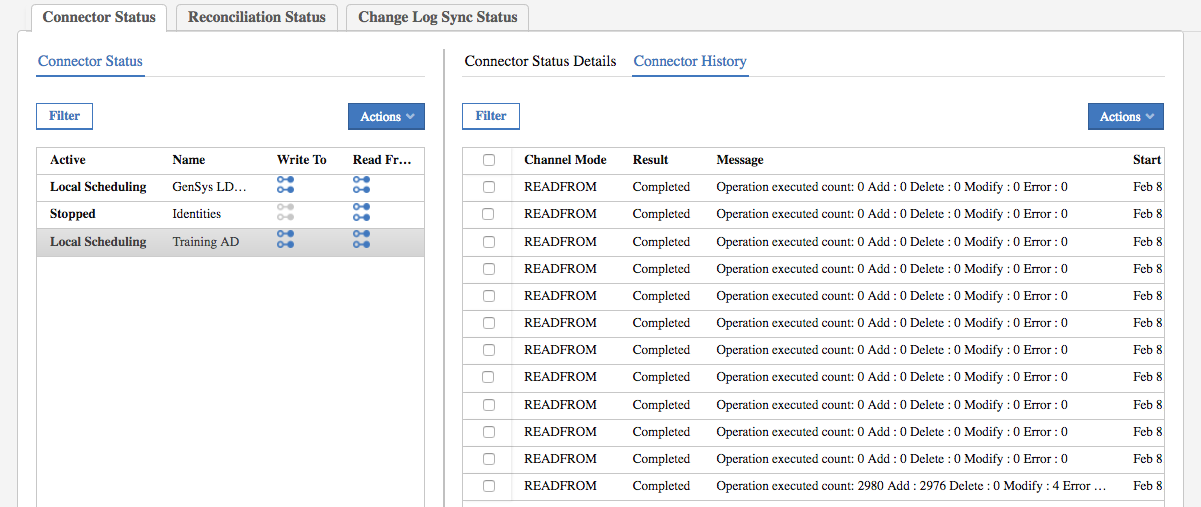 Connector Status Reconciliation Status Change Log Sync Status
Connector Status
Filter Actions
Active Name Write To Read Fr...
Local Scheduling GenSys LD...
Stopped Identities
Local Scheduling Training AD
Connector Status Details Connector History
Filter Actions
Channel Mode Result Message Start
READFROM Completed Operation executed count: 0 Add : 0 Delete : 0 Modify : 0 Error : 0 Feb 8
READFROM Completed Operation executed count: 0 Add : 0 Delete : 0 Modify : 0 Error : 0 Feb 8
READFROM Completed Operation executed count: 0 Add : 0 Delete : 0 Modify : 0 Error : 0 Feb 8
READFROM Completed Operation executed count: 0 Add : 0 Delete : 0 Modify : 0 Error : 0 Feb 8
READFROM Completed Operation executed count: 0 Add : 0 Delete : 0 Modify : 0 Error : 0 Feb 8
READFROM Completed Operation executed count: 0 Add : 0 Delete : 0 Modify : 0 Error : 0 Feb 8
READFROM Completed Operation executed count: 0 Add : 0 Delete : 0 Modify : 0 Error : 0 Feb 8
READFROM Completed Operation executed count: 0 Add : 0 Delete : 0 Modify : 0 Error : 0 Feb 8
READFROM Completed Operation executed count: 0 Add : 0 Delete : 0 Modify : 0 Error : 0 Feb 8
READFROM Completed Operation executed count: 0 Add : 0 Delete : 0 Modify : 0 Error : 0 Feb 8
READFROM Completed Operation executed count: 0 Add : 0 Delete : 0 Modify : 0 Error : 0 Feb 8
READFROM Completed Operation executed count: 2980 Add : 2976 Delete : 0 Modify : 4 Error ... Feb 8